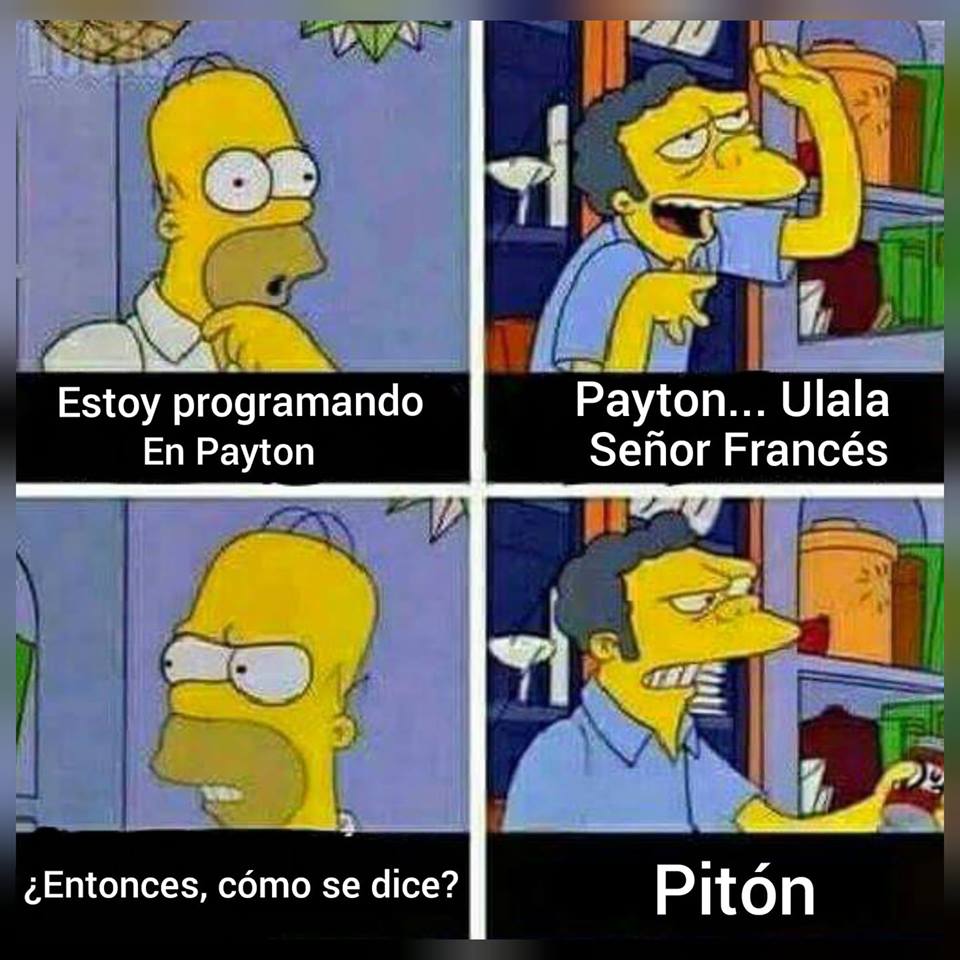 Estoy programando
En Payton
Payton... Ulala
Señor Francés
¿Entonces, cómo se dice?
Pitón